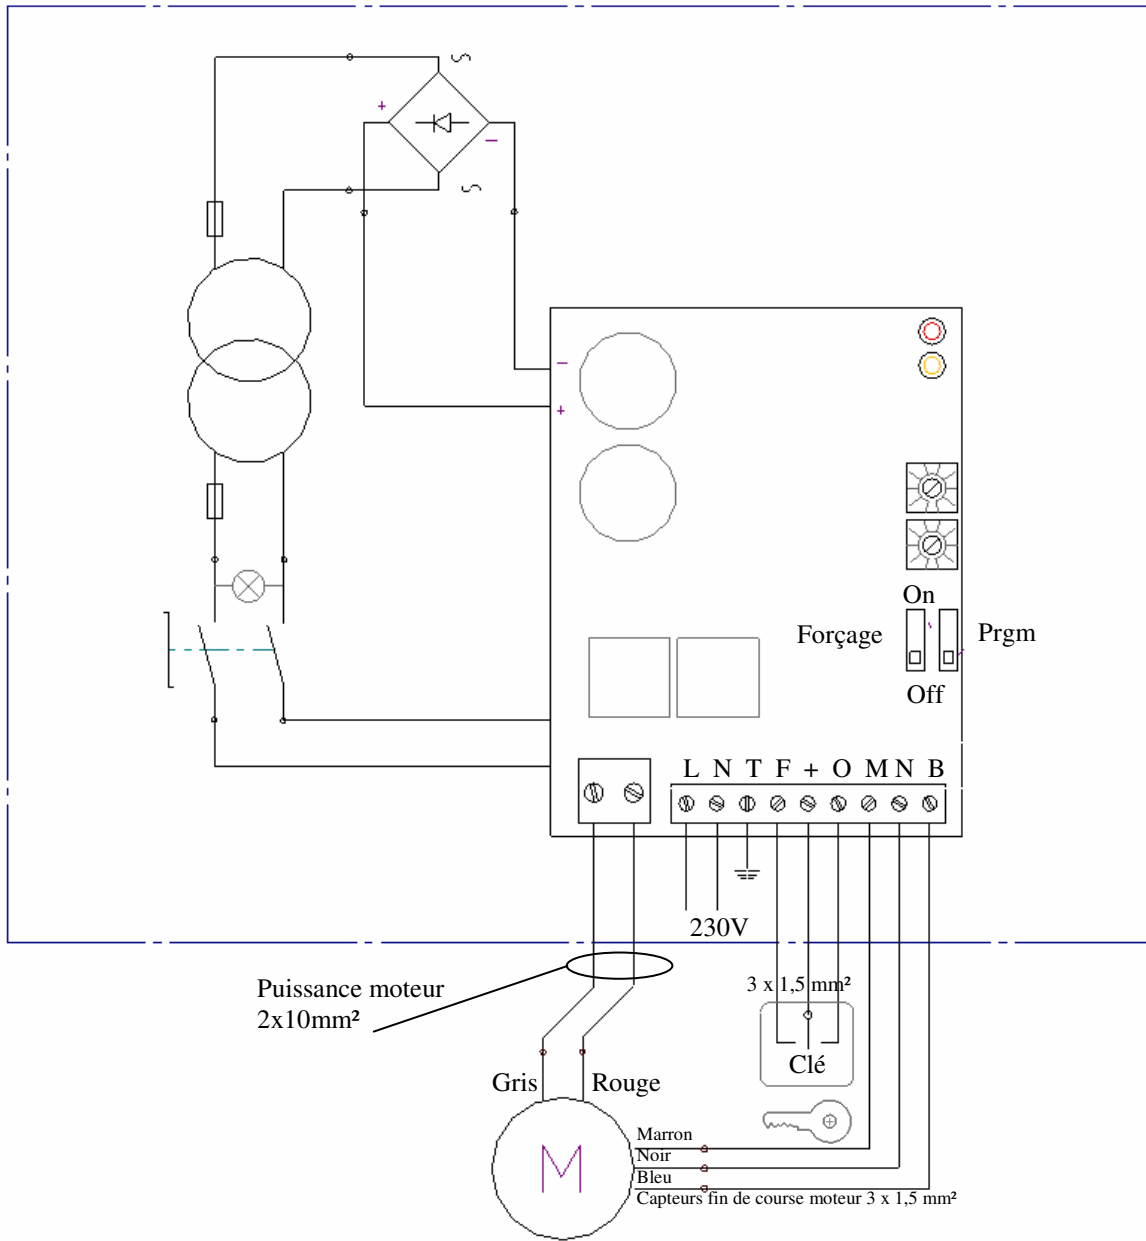 +
–
–
+
On
Forçage
Prgm
Off
L N T F + O M N B
230V
Puissance moteur
2x10mm²
3 x 1,5 mm²
Clé
Gris
Rouge
M
Marron
Noir
Bleu
Capteurs fin de course moteur 3 x 1,5 mm²